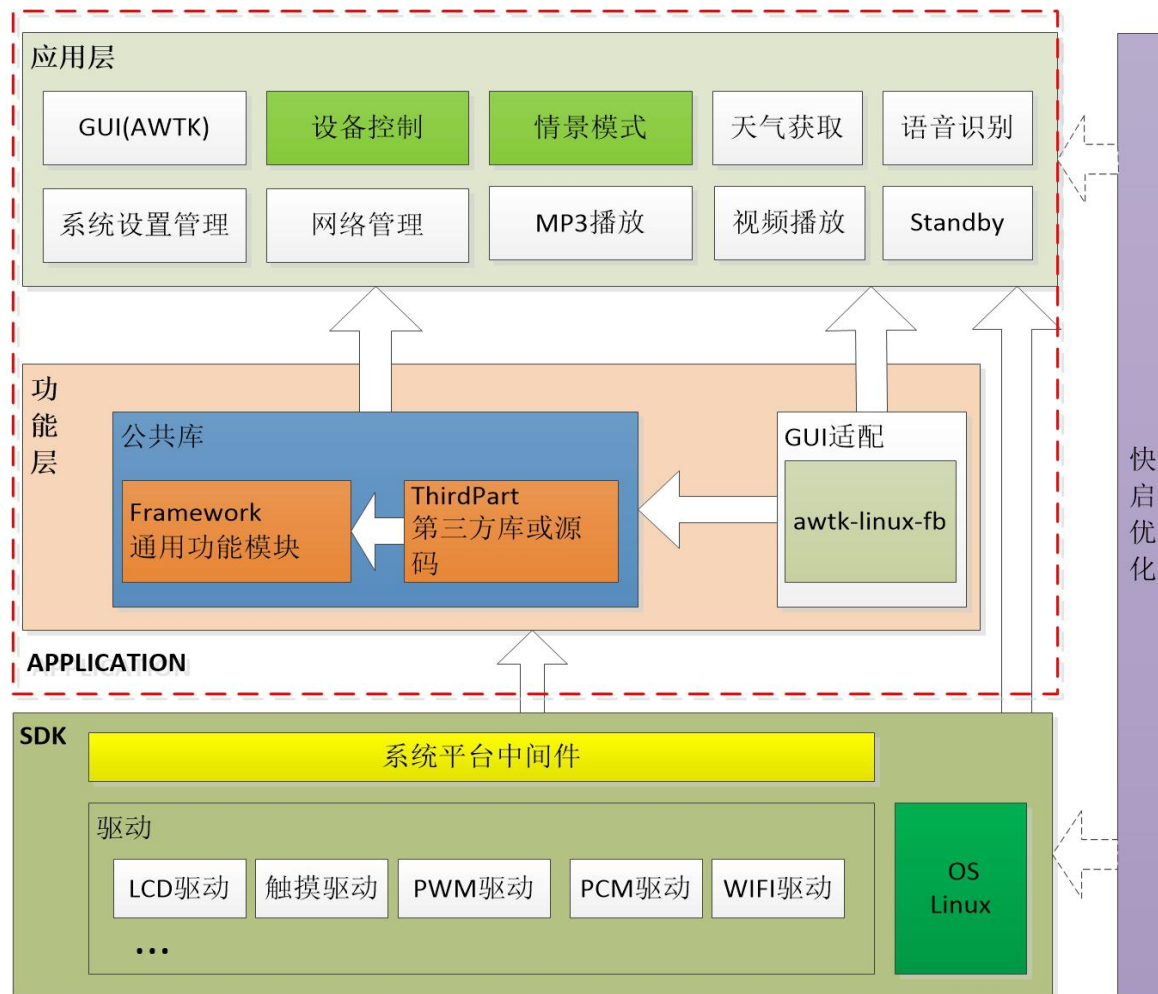 应用层
GUI(AWTK)
设备控制
情景模式
天气获取
语音识别
系统设置管理
网络管理
MP3播放
视频播放
Standby
功
能
层
公共库
Framework
通用功能模块
ThirdPart
第三方库或源
码
GUI适配
awtk-linux-fb
APPLICATION
快
启
优
化
SDK
系统平台中间件
驱动
LCD驱动
触摸驱动
PWM驱动
PCM驱动
WIFI驱动
...
OS
Linux